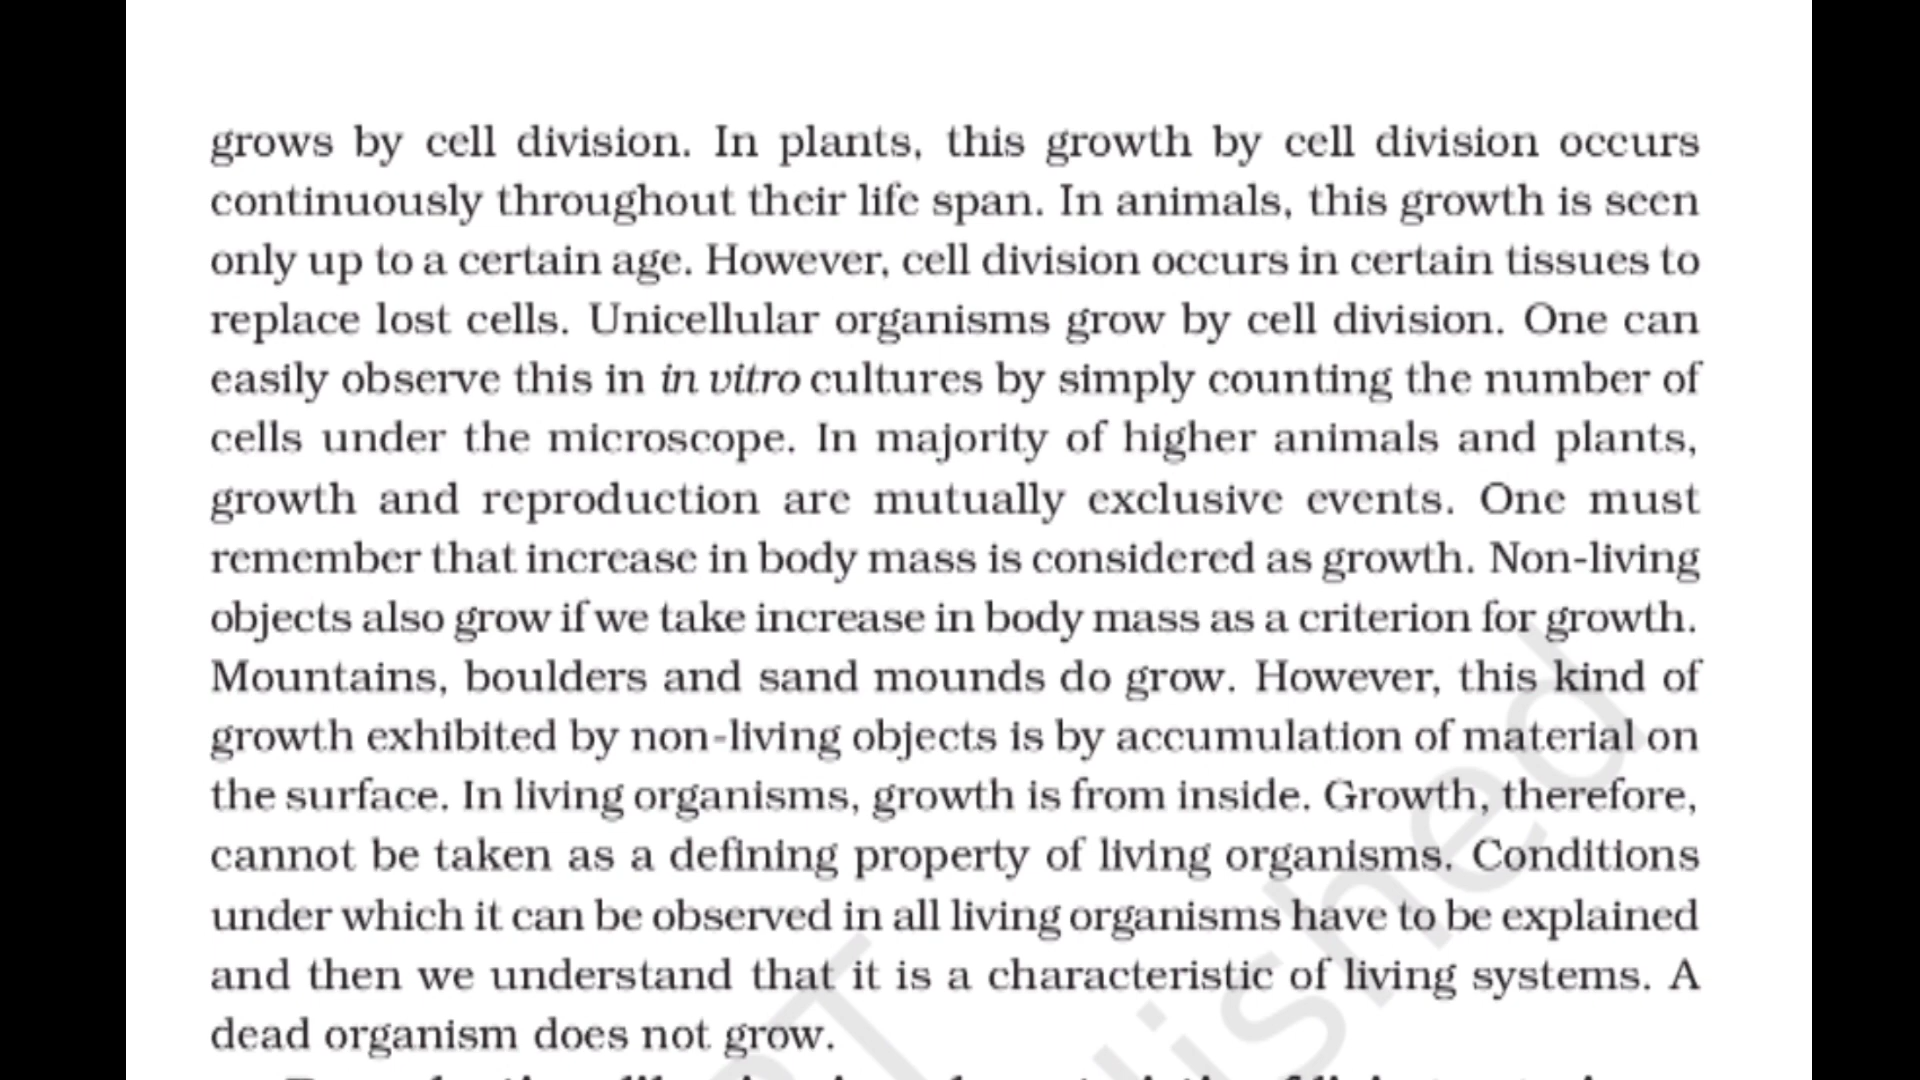 grows by cell division. In plants, this growth by cell division occurs
continuously throughout their life span. In animals, this growth is seen
only up to a certain age. However, cell division occurs in certain tissues to
replace lost cells. Unicellular organisms grow by cell division. One can
easily observe this in in vitro cultures by simply counting the number of
cells under the microscope. In majority of higher animals and plants,
growth and reproduction are mutually exclusive events. One must
remember that increase in body mass is considered as growth. Non-living
objects also grow if we take increase in body mass as a criterion for growth.
Mountains, boulders and sand mounds do grow. However, this kind of
growth exhibited by non-living objects is by accumulation of material on
the surface. In living organisms, growth is from inside. Growth, therefore,
cannot be taken as a defining property of living organisms. Conditions
under which it can be observed in all living organisms have to be explained
and then we understand that it is a characteristic of living systems. A
dead organism does not grow.